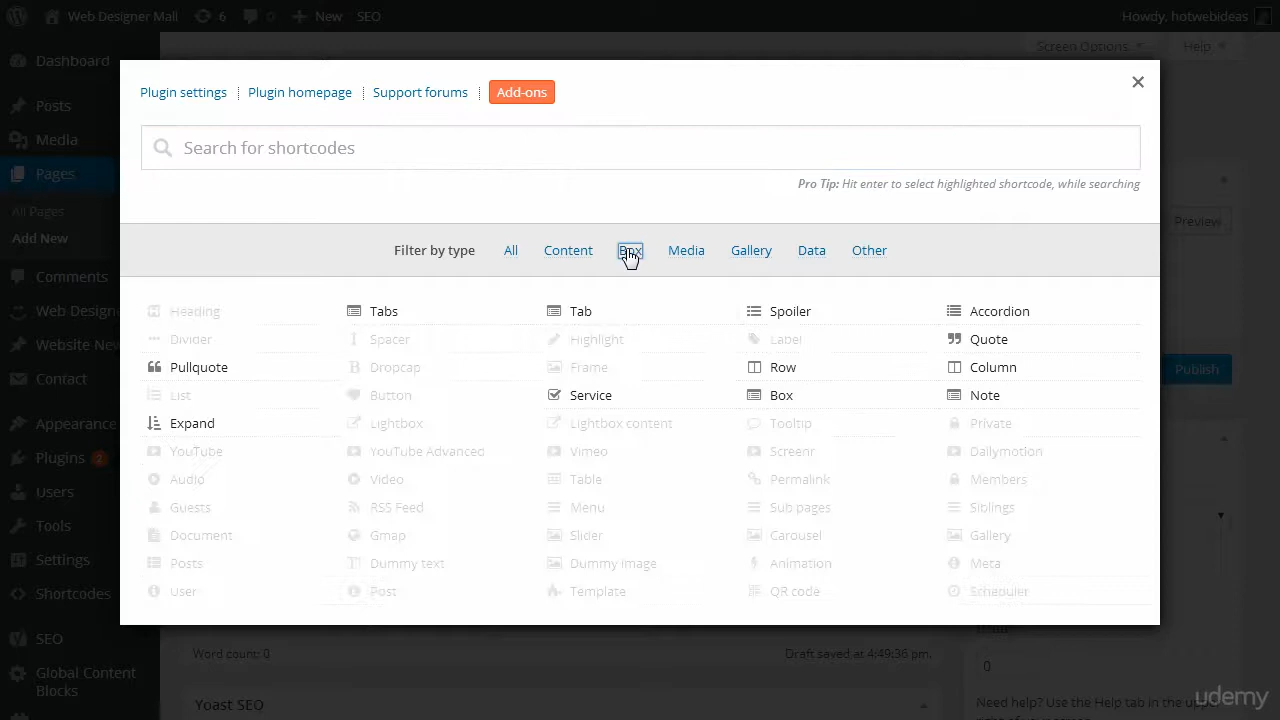 Web Designer Mall 6 0 New SEO Howdy, hotwebideas
Screen Options Help
Dashboard
Posts
Media
Pages
All Pages
Add New
Comments
Web Designe
Website New
Contact
Appearance
Plugins 2
Users
Tools
Settings
Shortcodes
SEO
Global Content
Blocks
Plugin settings | Plugin homepage | Support forums | Add-ons
Search for shortcodes
Pro Tip: Hit enter to select highlighted shortcode, while searching
Filter by type All Content Box Media Gallery Data Other
Heading Tabs Tab Spoiler Accordion
Divider Spacer Highlight Label Quote
Pullquote Dropcap Frame Row Column
List Button Service Box Note
Expand Lightbox Lightbox content Tooltip Private
YouTube YouTube Advanced Vimeo Screenr Dailymotion
Audio Video Table Permalink Members
Guests RSS Feed Menu Sub pages Siblings
Document Gmap Slider Carousel Gallery
Posts Dummy text Dummy image Animation Meta
User Post Template QR code Scheduler
Preview
Publish
Word count: 0 Draft saved at 4:49:36 pm.
Yoast SEO
0
Need help? Use the Help tab in the upper
udemy